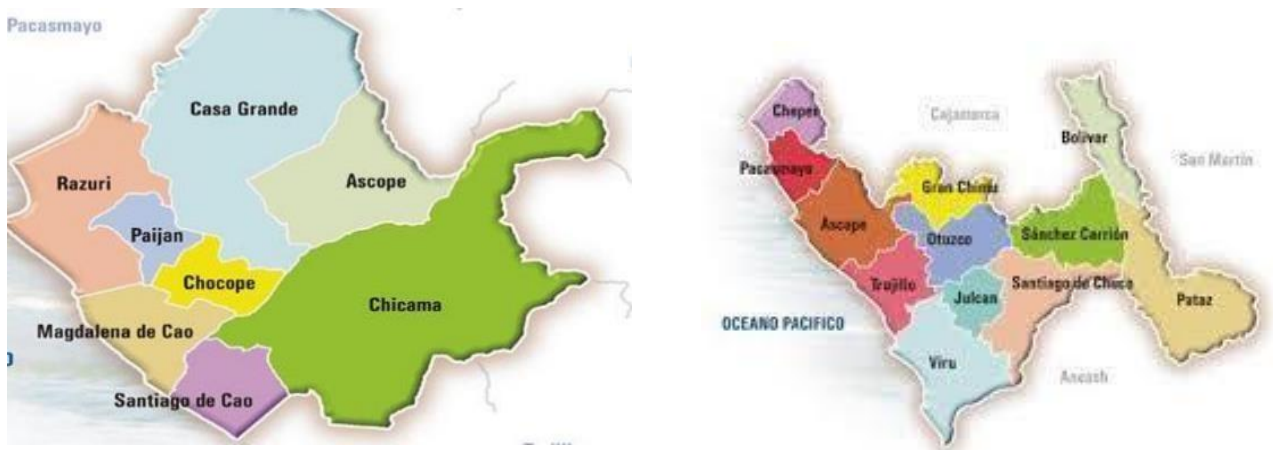 Pacasmayo
Casa Grande
Razuri
Ascope
Paijan
Chocope
Chicama
Magdalena de Cao
Santiago de Cao
Chepen
Cajamarca
Bolivar
San Martin
Pacasmayo
Gran Chimu
Ascope
Otuzco
Sánchez Carrión
Trujillo
Julcan
Santiago de Chuco
Pataz
OCEANO PACIFICO
Viru
Ancash